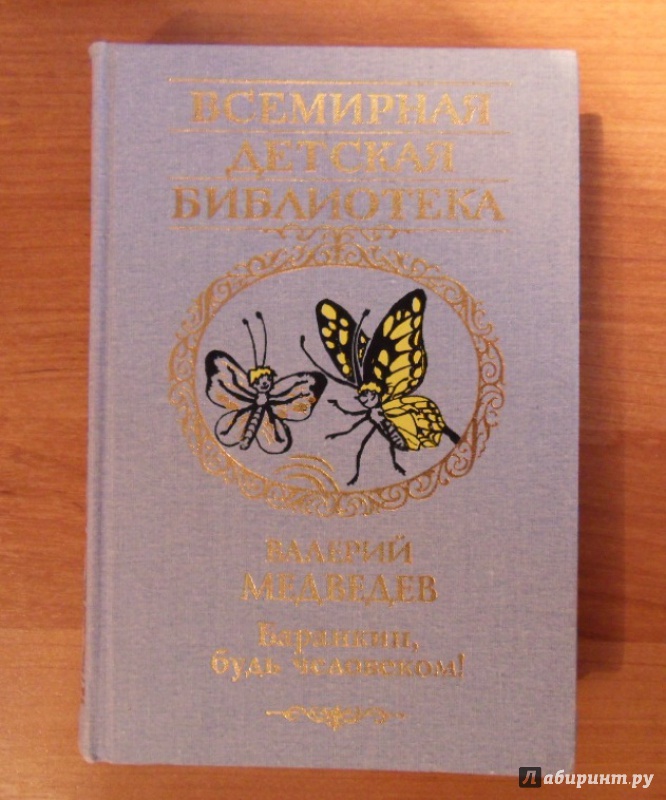 ВСЕМИРНАЯ
ДЕТСКАЯ
БИБЛИОТЕКА
ВАЛЕРИЙ
МЕДВЕДЕВ
Баранкин,
будь человеком!
Лабиринт.ру